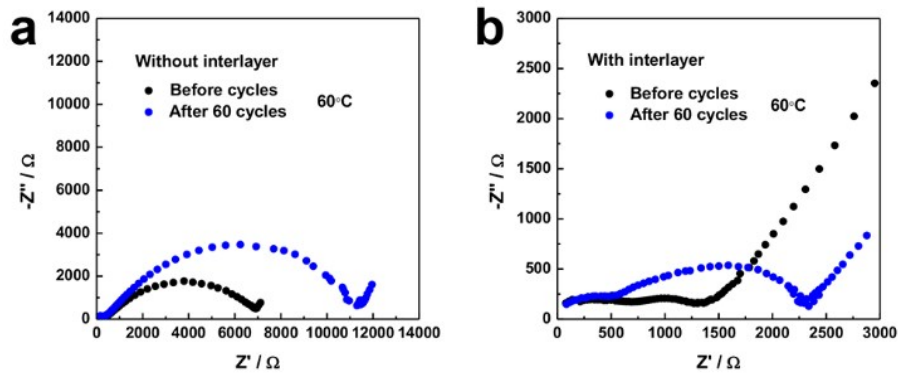 a
14000
12000
10000
8000
6000
4000
2000
0
-Z" / Ω
Without interlayer
Before cycles
After 60 cycles
60°C
0 2000 4000 6000 8000 10000 12000 14000
Z' / Ω
b
3000
2500
2000
1500
1000
500
0
-Z" / Ω
With interlayer
Before cycles
After 60 cycles
60°C
0 500 1000 1500 2000 2500 3000
Z' / Ω